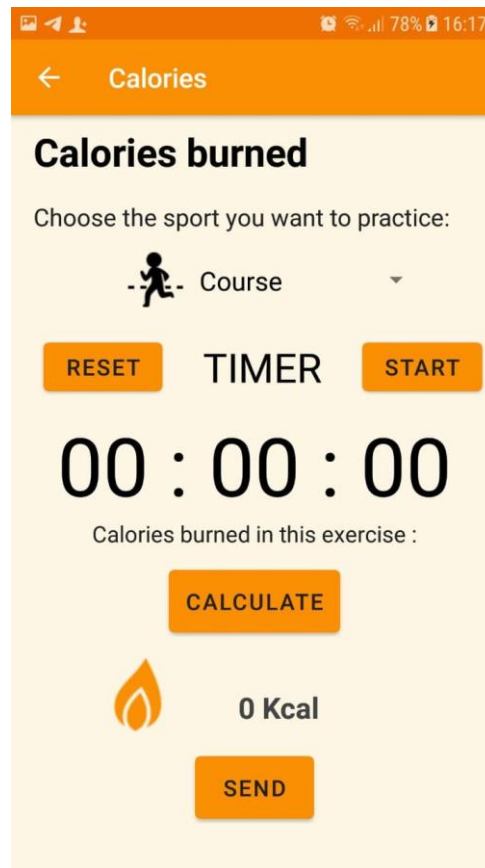 78% 16:17
Calories
Calories burned
Choose the sport you want to practice:
Course
RESET TIMER START
00 : 00 : 00
Calories burned in this exercise :
CALCULATE
0 Kcal
SEND